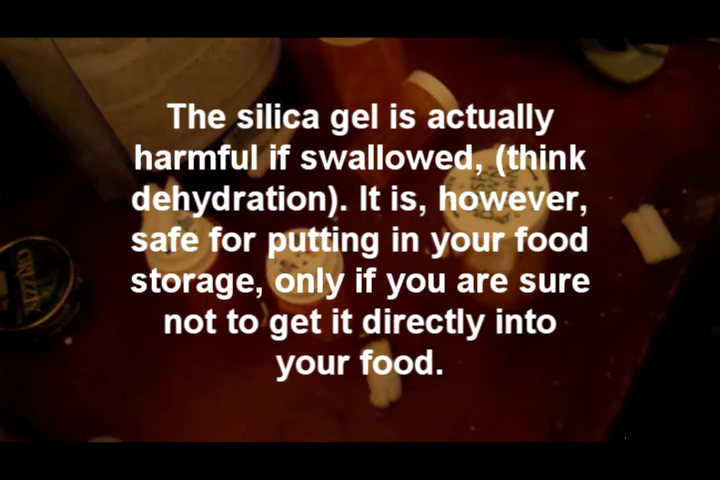 The silica gel is actually
harmful if swallowed, (think
dehydration). It is, however,
safe for putting in your food
storage, only if you are sure
not to get it directly into
your food.